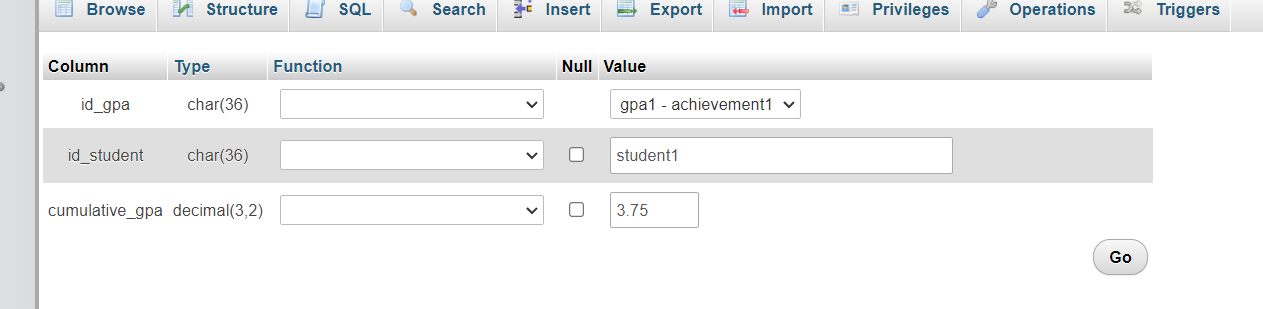 Browse Structure SQL Search Insert Export Import Privileges Operations Triggers
Column Type Function Null Value
id_gpa char(36) gpa1 - achievement1
id_student char(36) student1
cumulative_gpa decimal(3,2) 3.75
Go